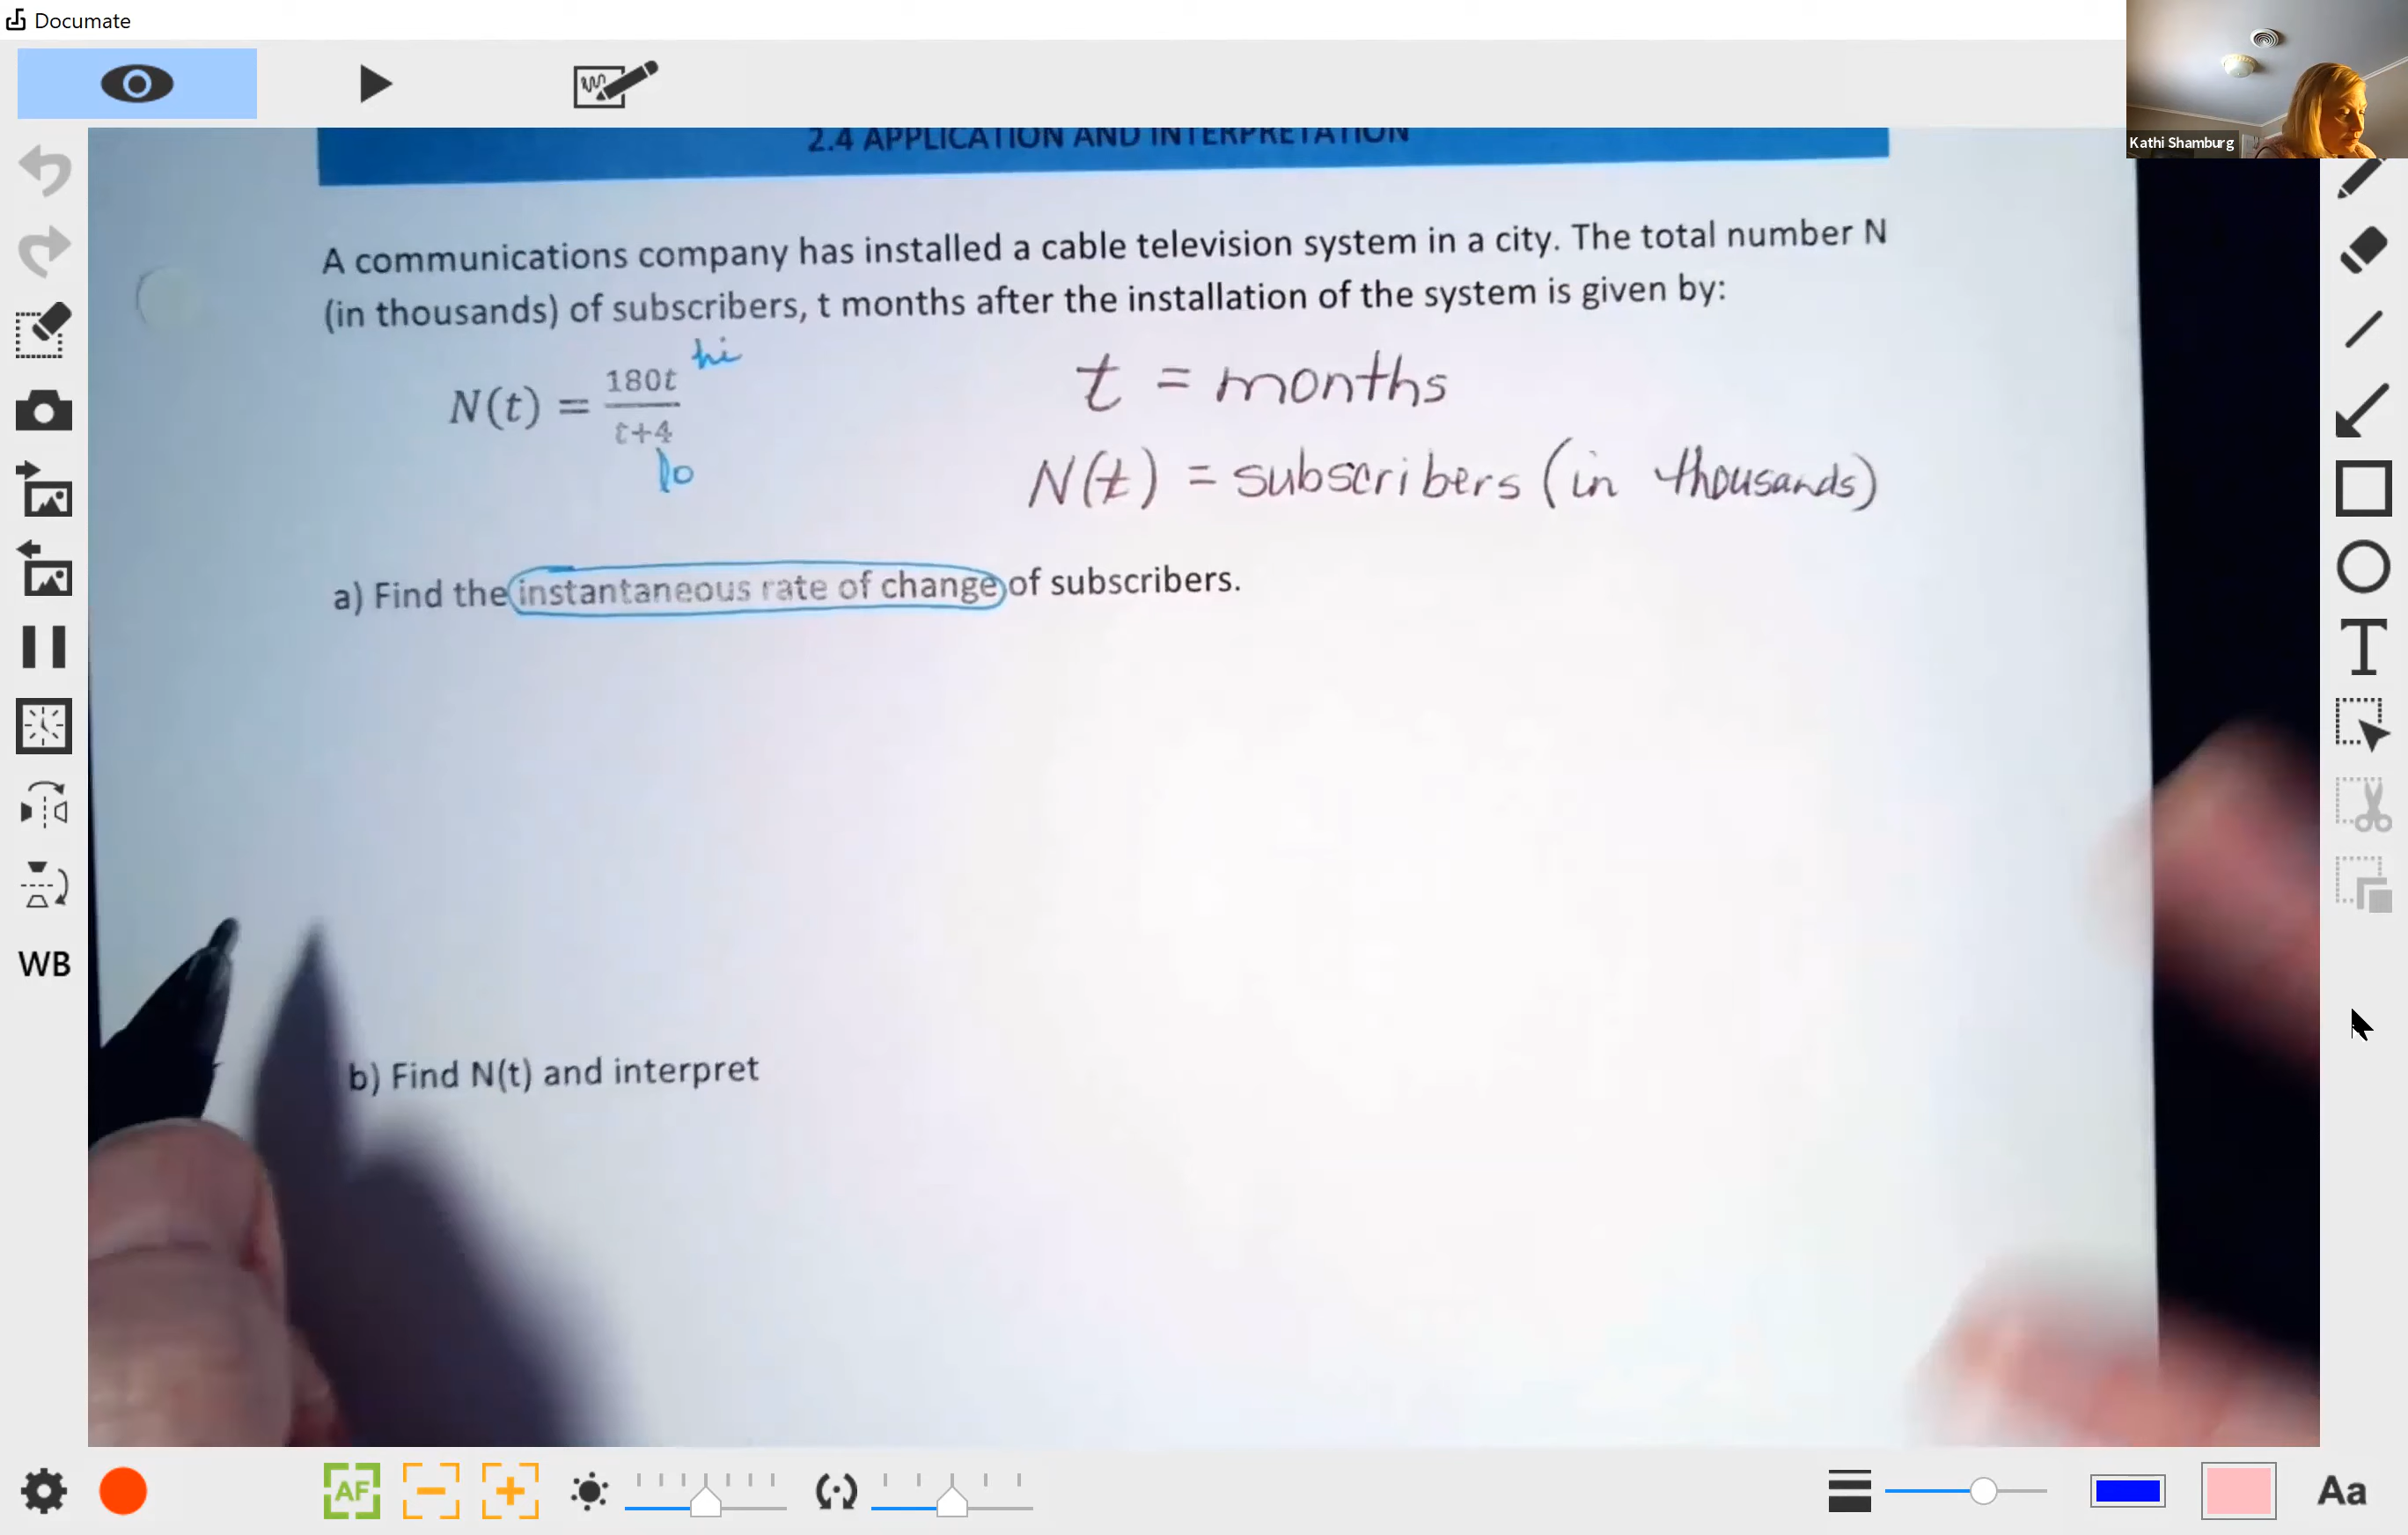 Documate
Kathi Shamburg
2.4 APPLICATION AND INTERPRETATION
A communications company has installed a cable television system in a city. The total number N
(in thousands) of subscribers, t months after the installation of the system is given by:
hi
N(t) = 180t
t+4
lo
t = months
N(t) = subscribers (in thousands)
a) Find the instantaneous rate of change of subscribers.
b) Find N(t) and interpret
WB
T
AF
Aa